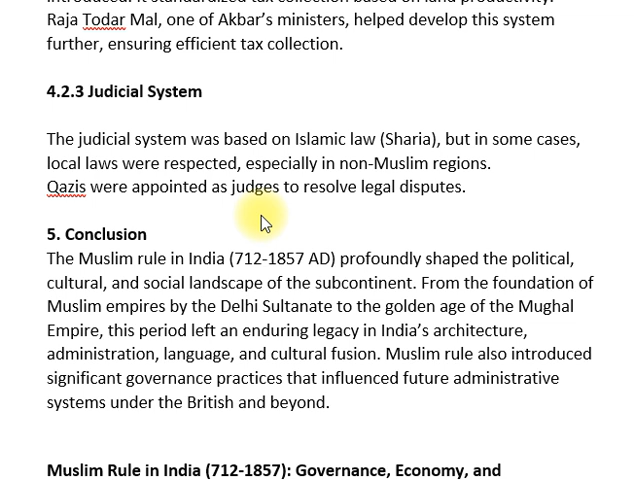 introduced. It standardized tax collection based on land productivity.
Raja Todar Mal, one of Akbar’s ministers, helped develop this system
further, ensuring efficient tax collection.
4.2.3 Judicial System
The judicial system was based on Islamic law (Sharia), but in some cases,
local laws were respected, especially in non-Muslim regions.
Qazis were appointed as judges to resolve legal disputes.
5. Conclusion
The Muslim rule in India (712-1857 AD) profoundly shaped the political,
cultural, and social landscape of the subcontinent. From the foundation of
Muslim empires by the Delhi Sultanate to the golden age of the Mughal
Empire, this period left an enduring legacy in India’s architecture,
administration, language, and cultural fusion. Muslim rule also introduced
significant governance practices that influenced future administrative
systems under the British and beyond.
Muslim Rule in India (712-1857): Governance, Economy, and